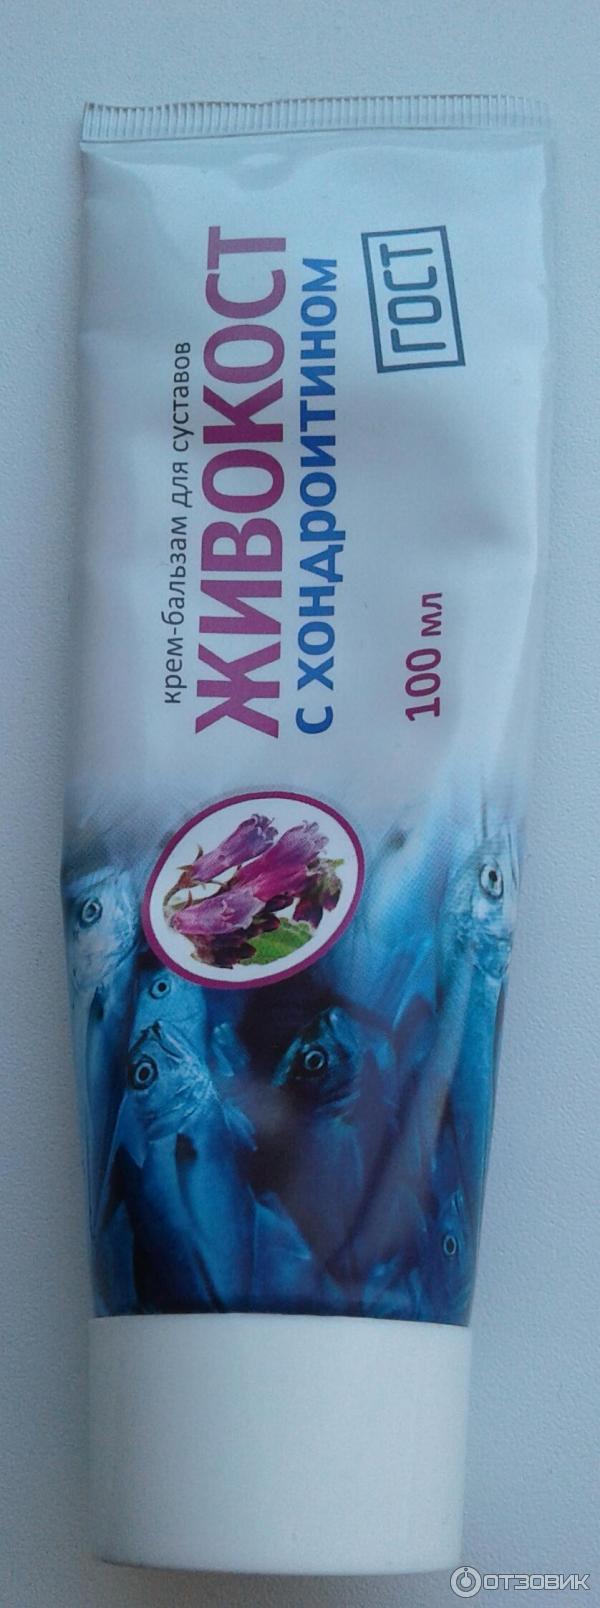 крем-бальзам для суставов
ЖИВОКОСТ
с хондроитином
100 мл
ГОСТ
ОТЗОВИК